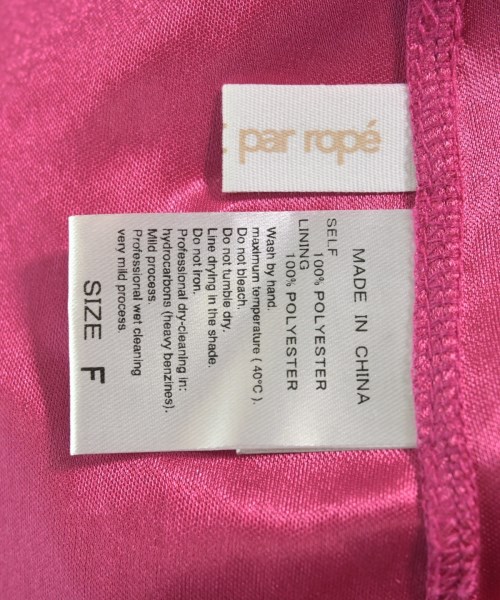 par ropé
MADE IN CHINA
SELF
100% POLYESTER
LINING
100% POLYESTER
Wash by hand.
maximum temperature ( 40°C ).
Do not bleach.
Do not tumble dry.
Line drying in the shade.
Do not iron.
Professional dry-cleaning in:
hydrocarbons (heavy benzines).
Mild process.
Professional wet cleaning
very mild process.
SIZE F